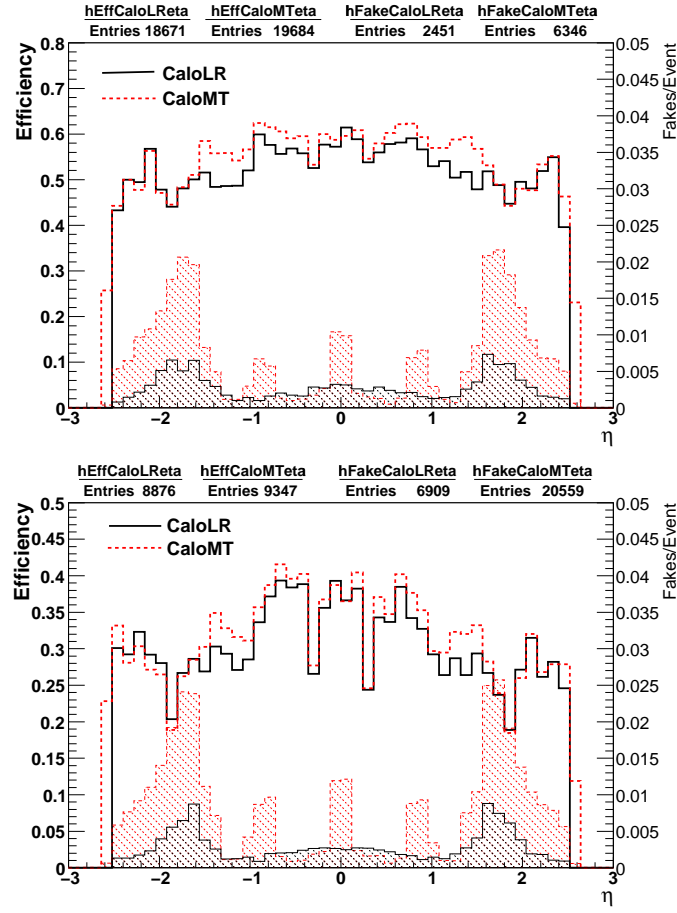 hEffCaloLReta hEffCaloMTeta hFakeCaloLReta hFakeCaloMTeta
Entries 18671 Entries 19684 Entries 2451 Entries 6346
0.8 0.05
CaloLR
CaloMT
Efficiency
Fakes/Event
0.7
0.04
0.6
0.5
0.03
0.4
0.3
0.02
0.2
0.01
0.1
0.005
0.015
0.025
0.035
0.045
0 0
−3 −2 −1 0 1 2 3
η
hEffCaloLReta hEffCaloMTeta hFakeCaloLReta hFakeCaloMTeta
Entries 8876 Entries 9347 Entries 6909 Entries 20559
0.5 0.05
CaloLR
CaloMT
Efficiency
Fakes/Event
0.45 0.045
0.4 0.04
0.35 0.035
0.3 0.03
0.25 0.025
0.2 0.02
0.15 0.015
0.1 0.01
0.05 0.005
0 0
−3 −2 −1 0 1 2 3
η